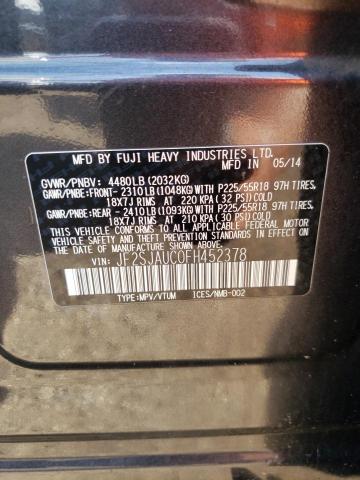 MFD BY FUJI HEAVY INDUSTRIES LTD.
MFD IN 05/14
GVWR/PNBV: 4480LB (2032KG)
GAWR/PNBE:FRONT- 2310LB(1048KG)WITH P225/55R18 97H TIRES,
18X7J RIMS AT 220 KPA (32 PSI)COLD
GAWR/PNBE:REAR - 2410LB(1093KG)WITH P225/55R18 97H TIRES,
18X7J RIMS AT 210 KPA (30 PSI)COLD
THIS VEHICLE CONFORMS TO ALL APPLICABLE
FEDERAL MOTOR VEHICLE SAFETY, BUMPER,
AND THEFT PREVENTION STANDARDS IN EFFECT ON THE
DATE OF MANUFACTURE SHOWN ABOVE.
VIN: JF2SJAUC0FH452378
TYPE:MPV/VTUM ICES/NMB-002